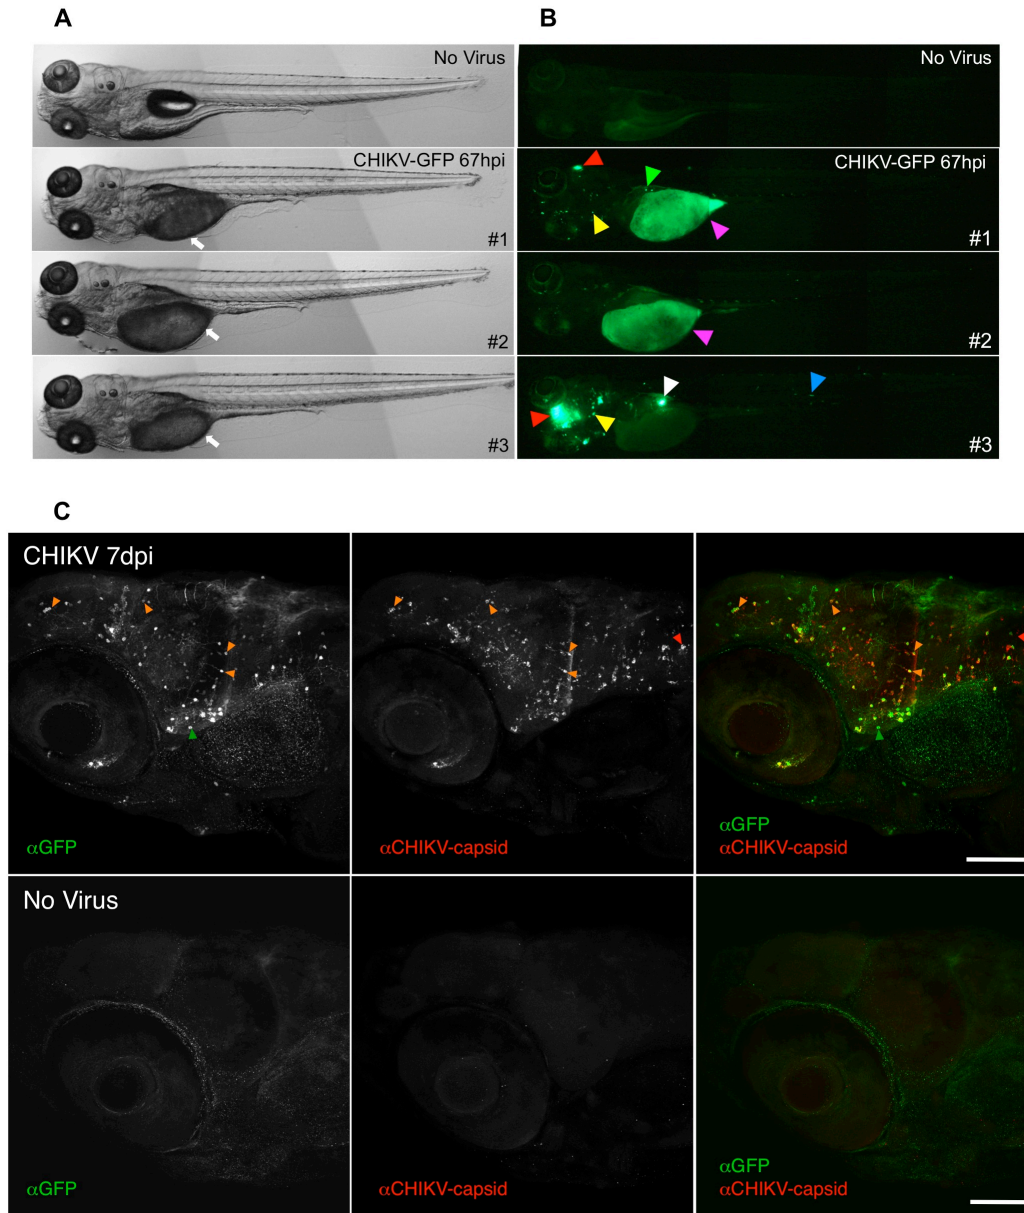 A
B
No Virus
No Virus
CHIKV-GFP 67hpi
CHIKV-GFP 67hpi
#1
#1
#2
#2
#3
#3
C
CHIKV 7dpi
αGFP
αCHIKV-capsid
αGFP
αCHIKV-capsid
No Virus
αGFP
αCHIKV-capsid
αGFP
αCHIKV-capsid